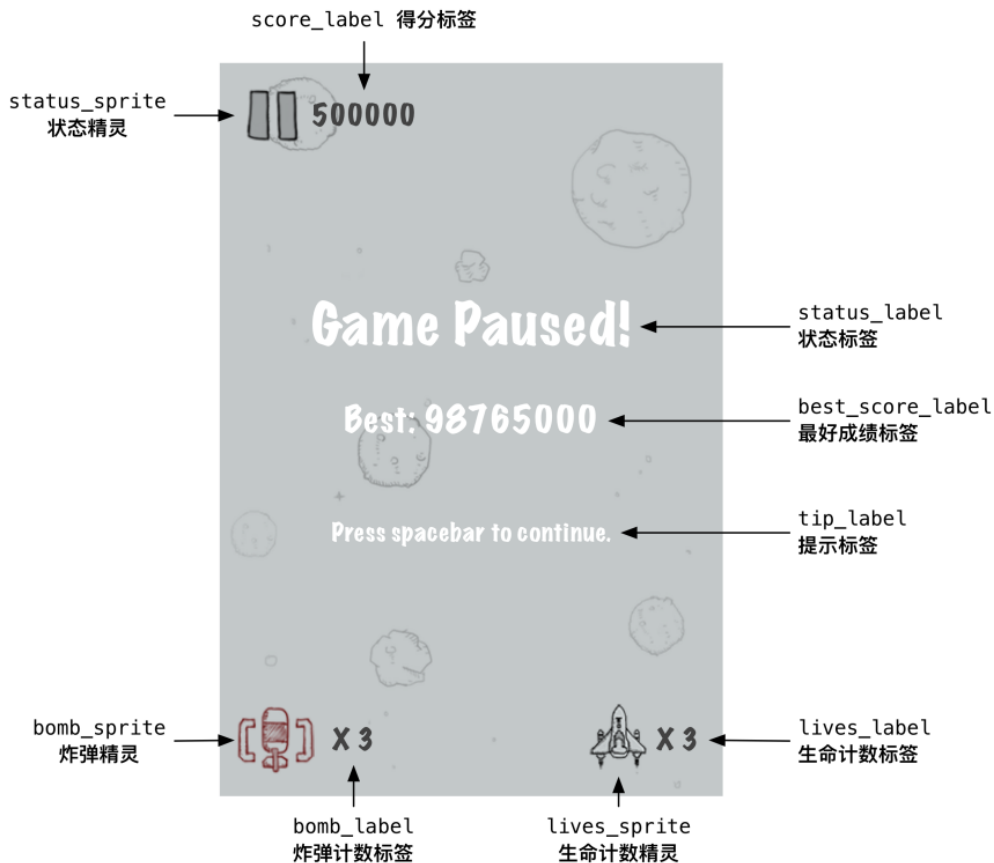 score_label 得分标签
status_sprite
状态精灵
500000
Game Paused!
status_label
状态标签
Best: 98765000
best_score_label
最好成绩标签
Press spacebar to continue.
tip_label
提示标签
bomb_sprite
炸弹精灵
X 3
X 3
lives_label
生命计数标签
bomb_label
炸弹计数标签
lives_sprite
生命计数精灵